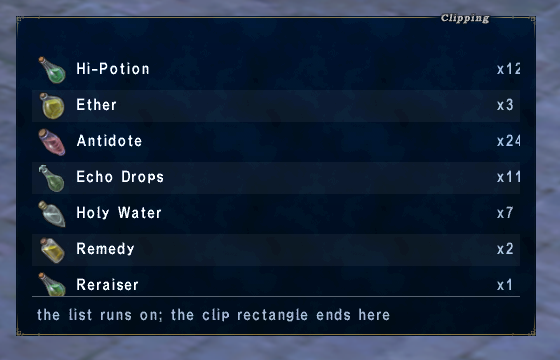 Clipping
Hi-Potion x12
Ether x3
Antidote x24
Echo Drops x11
Holy Water x7
Remedy x2
Reraiser x1
the list runs on; the clip rectangle ends here